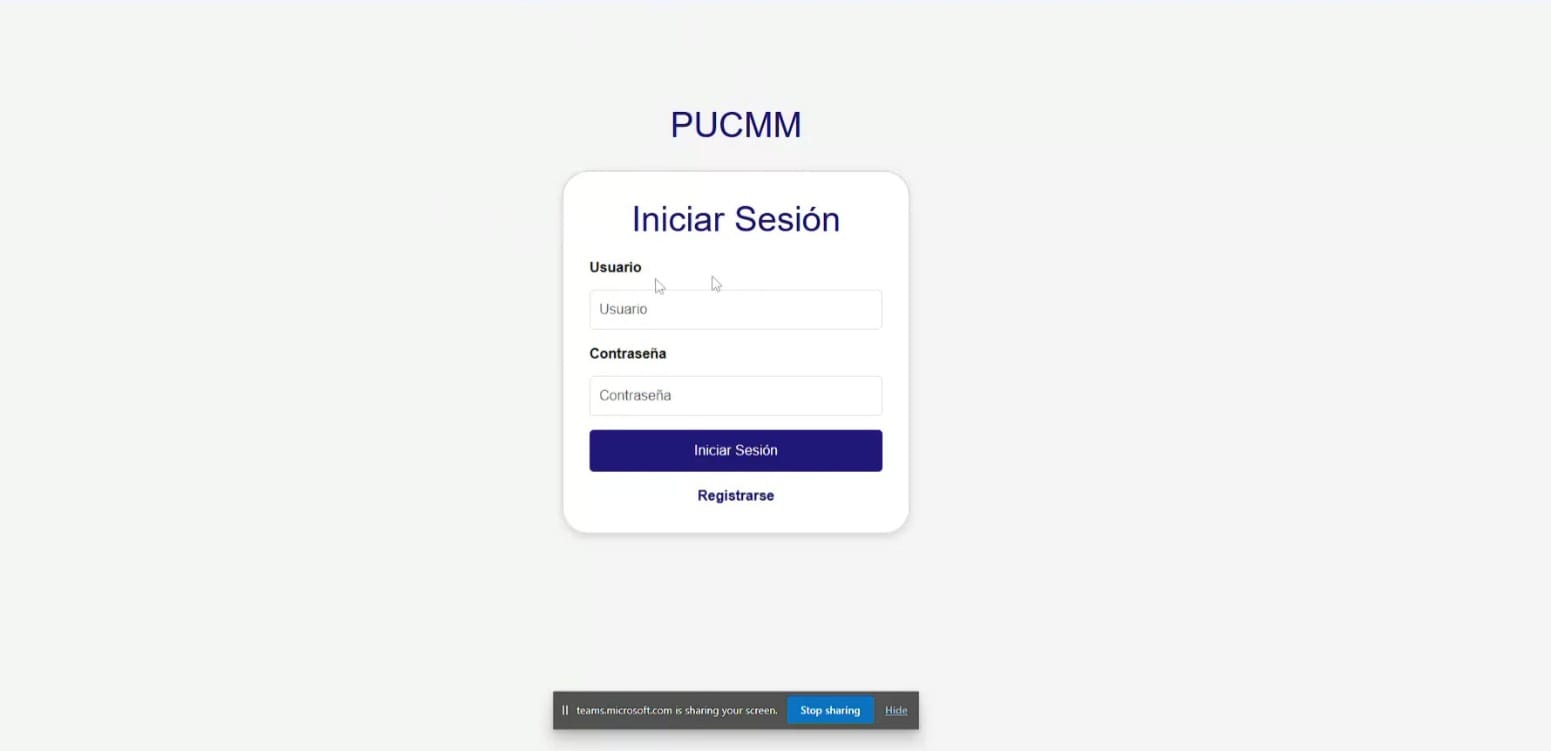 PUCMM
Iniciar Sesión
Usuario
Usuario
Contraseña
Contraseña
Iniciar Sesión
Registrarse
teams.microsoft.com is sharing your screen. Stop sharing Hide